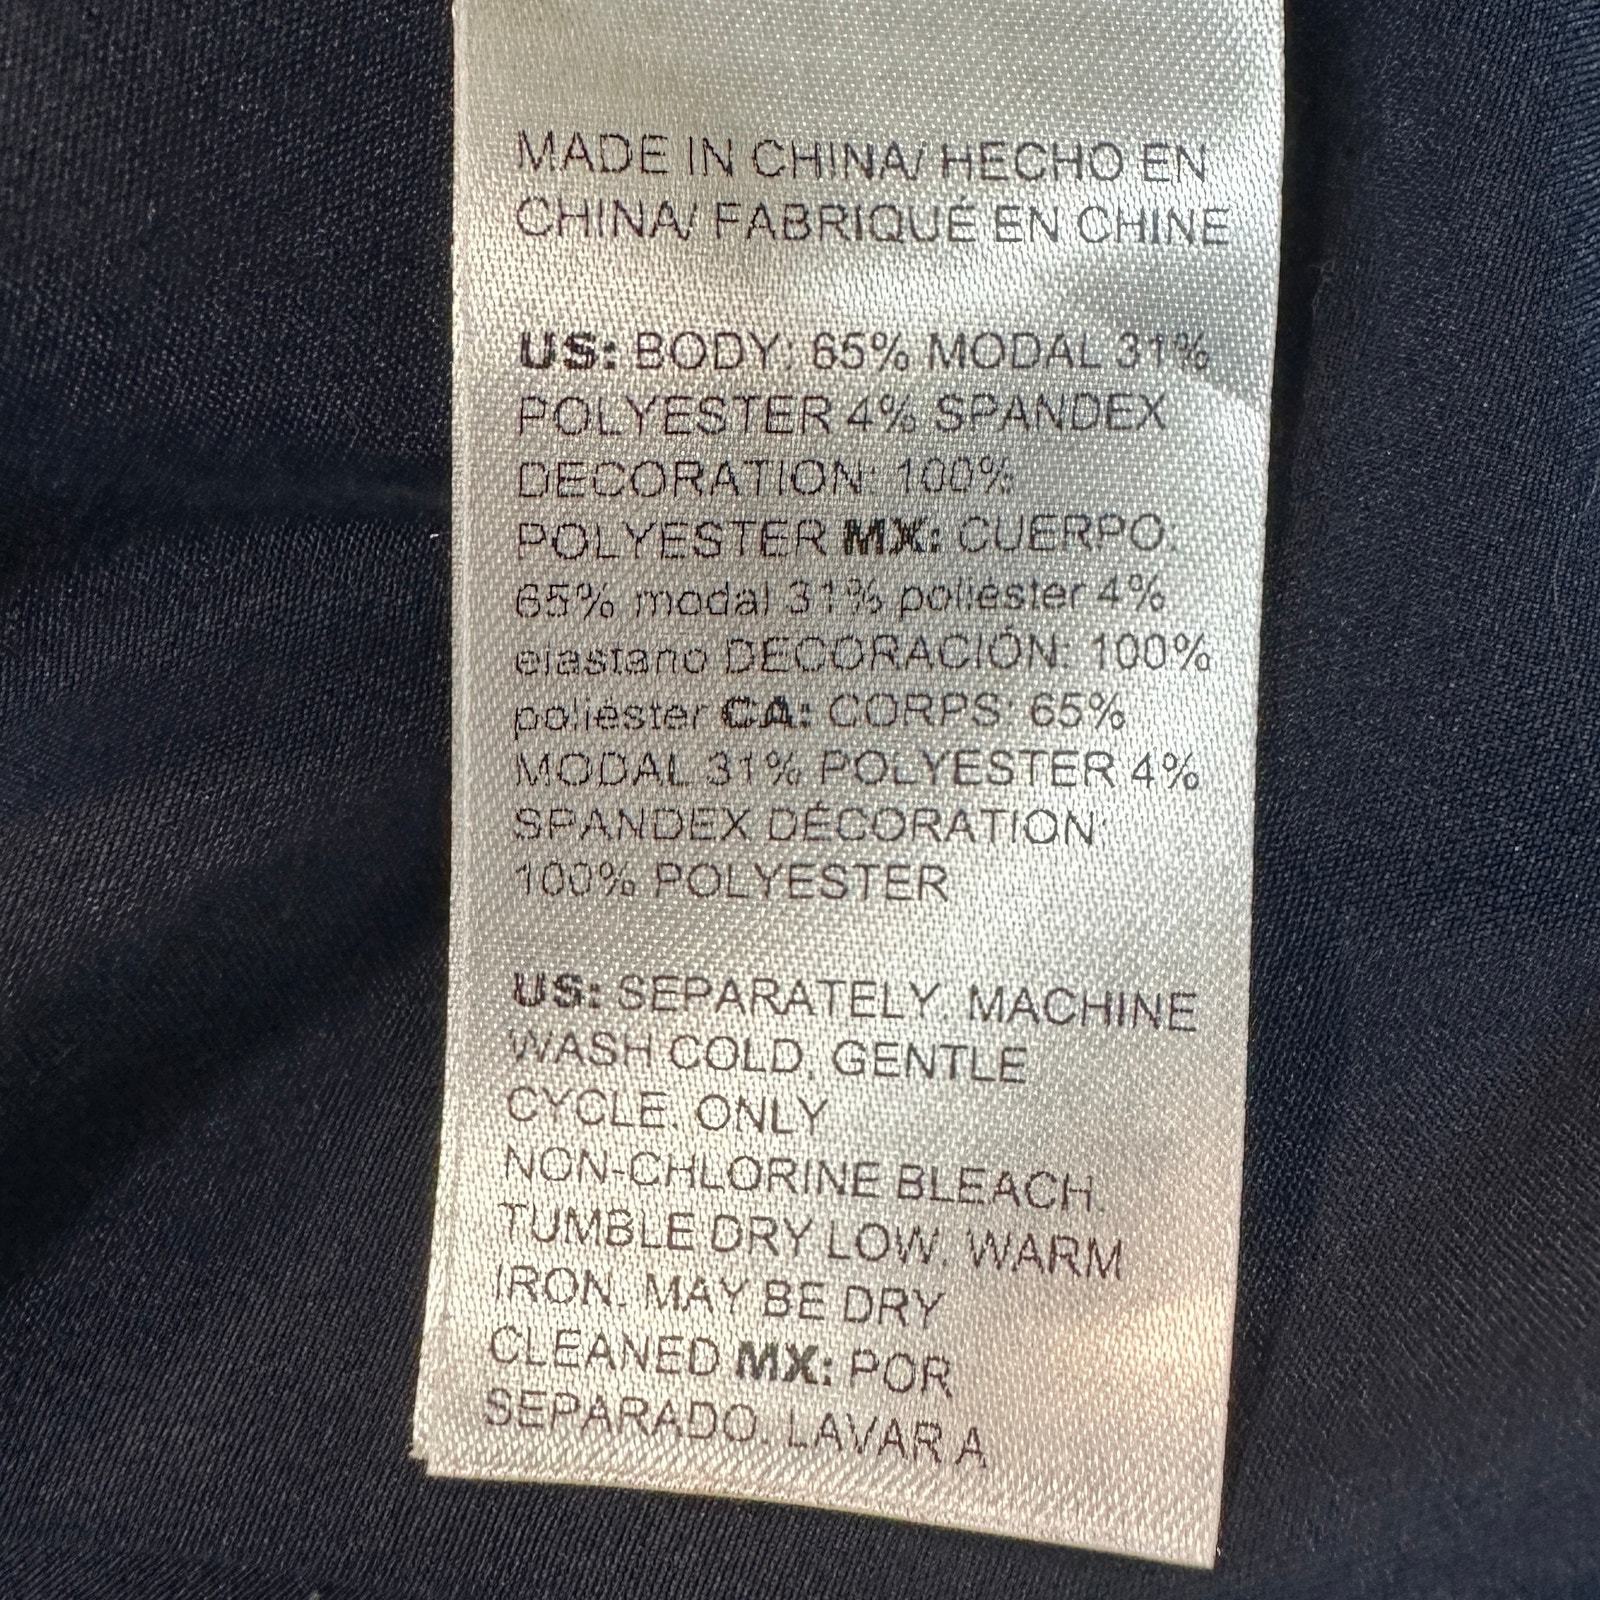 MADE IN CHINA/ HECHO EN
CHINA/ FABRIQUÉ EN CHINE
US: BODY: 65% MODAL 31%
POLYESTER 4% SPANDEX
DECORATION: 100%
POLYESTER MX: CUERPO:
65% modal 31% poliéster 4%
elastano DECORACIÓN: 100%
poliéster CA: CORPS: 65%
MODAL 31% POLYESTER 4%
SPANDEX DÉCORATION:
100% POLYESTER
US: SEPARATELY. MACHINE
WASH COLD, GENTLE
CYCLE. ONLY
NON-CHLORINE BLEACH.
TUMBLE DRY LOW. WARM
IRON. MAY BE DRY
CLEANED MX: POR
SEPARADO. LAVAR A